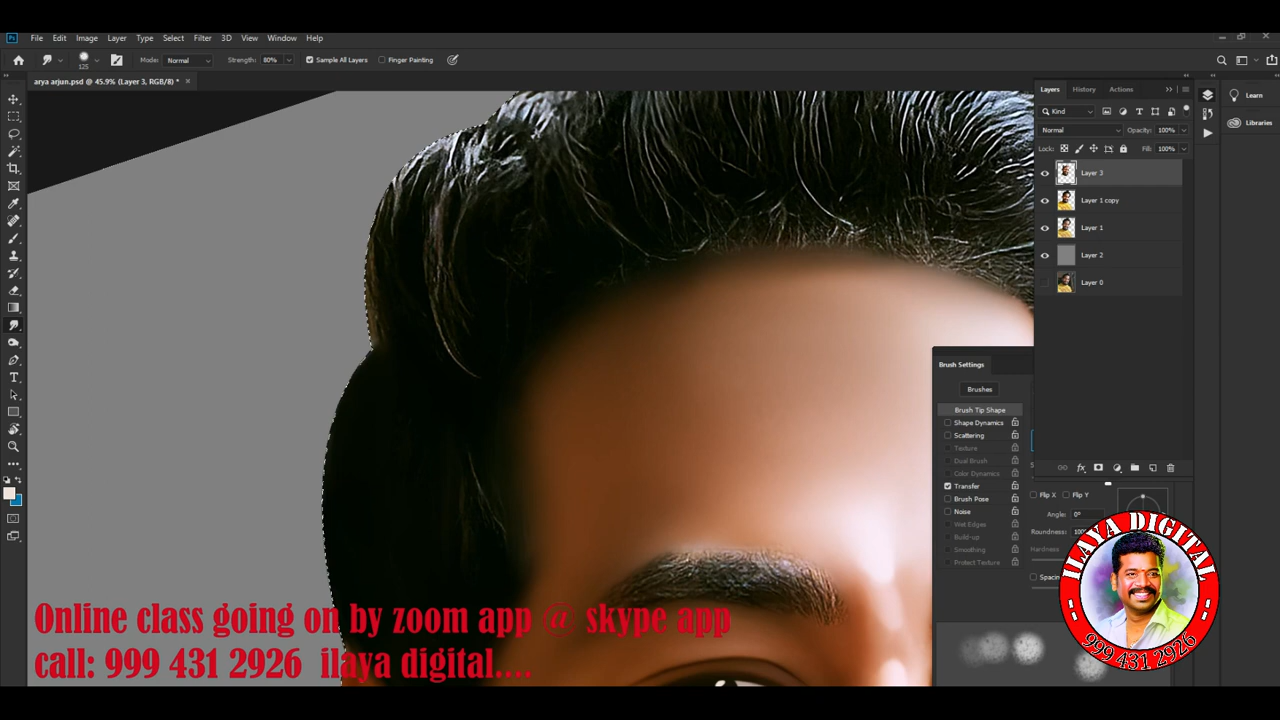 File Edit Image Layer Type Select Filter 3D View Window Help
125 Mode: Normal Strength: 80% Sample All Layers Finger Painting
arya arjun.psd @ 45.9% (Layer 3, RGB/8) * ×
Layers History Actions
Learn
Libraries
Kind
Normal Opacity: 100%
Lock: Fill: 100%
Layer 3
Layer 1 copy
Layer 1
Layer 2
Layer 0
Brush Settings
Brushes
Brush Tip Shape
Shape Dynamics
Scattering
Texture
Dual Brush
Color Dynamics
Transfer
Brush Pose
Noise
Wet Edges
Build-up
Smoothing
Protect Texture
Flip X Flip Y
Angle: 0°
Roundness:
Hardness
Spacing
ILAYA DIGITAL
999 431 2926
Online class going on by zoom app @ skype app
call: 999 431 2926 ilaya digital....